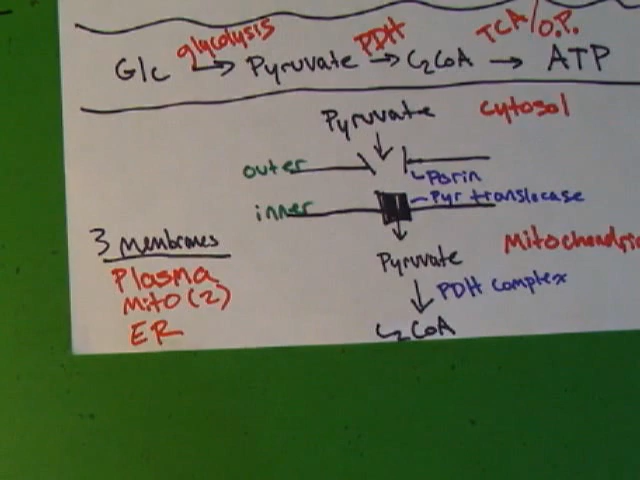 glycolysis PDH TCA/O.P.
Glc → Pyruvate → C₂CoA → ATP
Pyruvate Cytosol
outer
Porin
Pyr translocase
inner
3 Membranes
Mitochondria
Plasma
Pyruvate
Mito (2)
PDH Complex
ER
C₂CoA